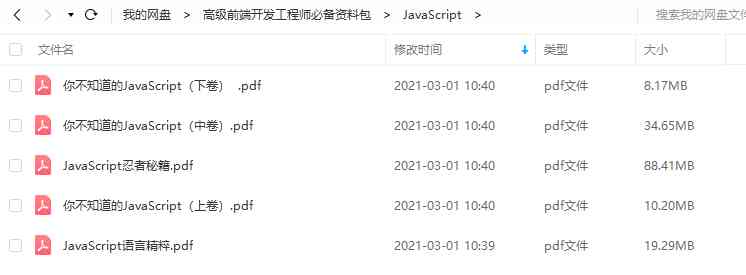 我的网盘 > 高级前端开发工程师必备资料包 > JavaScript > 搜索我的网盘文件
文件名 修改时间 类型 大小
你不知道的JavaScript（下卷） .pdf 2021-03-01 10:40 pdf文件 8.17MB
你不知道的JavaScript（中卷）.pdf 2021-03-01 10:40 pdf文件 34.65MB
JavaScript忍者秘籍.pdf 2021-03-01 10:40 pdf文件 88.41MB
你不知道的JavaScript（上卷）.pdf 2021-03-01 10:40 pdf文件 10.20MB
JavaScript语言精粹.pdf 2021-03-01 10:39 pdf文件 19.29MB